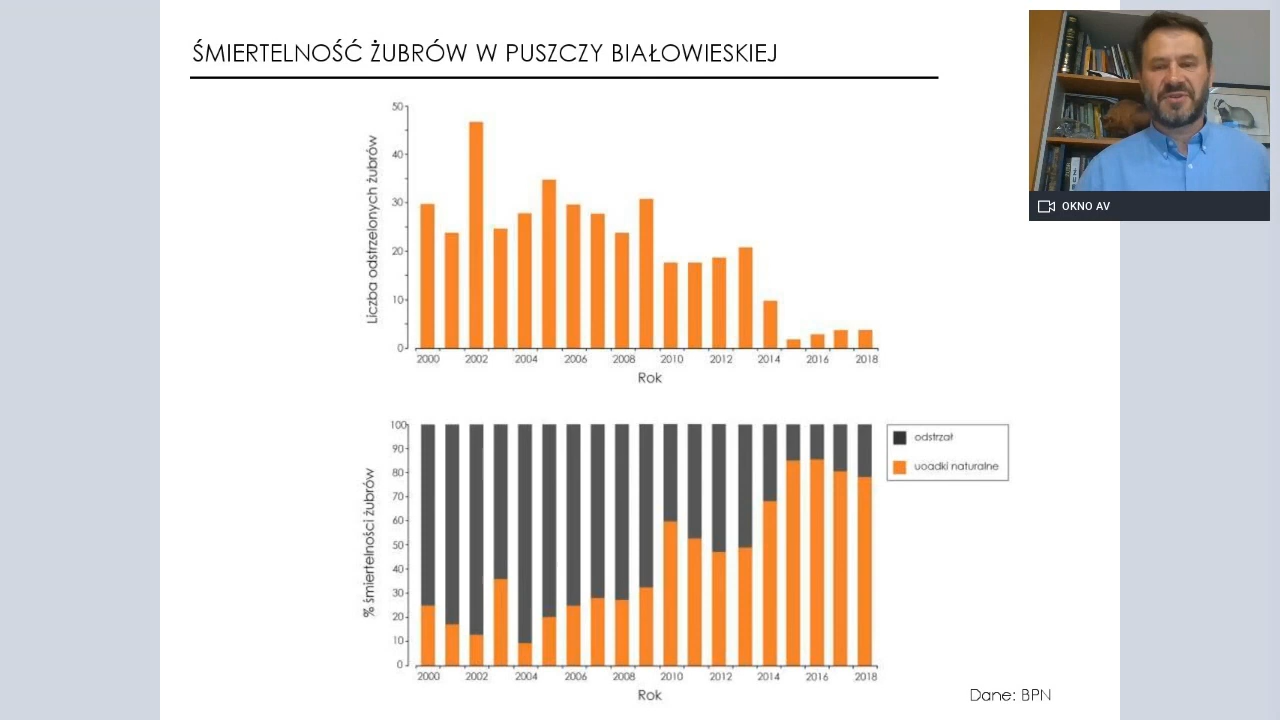 ŚMIERTELNOŚĆ ŻUBRÓW W PUSZCZY BIAŁOWIESKIEJ
OKNO AV
Liczba odstrzelonych żubrów
50
40
30
20
10
0
2000 2002 2004 2006 2008 2010 2012 2014 2016 2018
Rok
% śmiertelności żubrów
100
90
80
70
60
50
40
30
20
10
0
2000 2002 2004 2006 2008 2010 2012 2014 2016 2018
Rok
odstrzał
uoadki naturalne
Dane: BPN